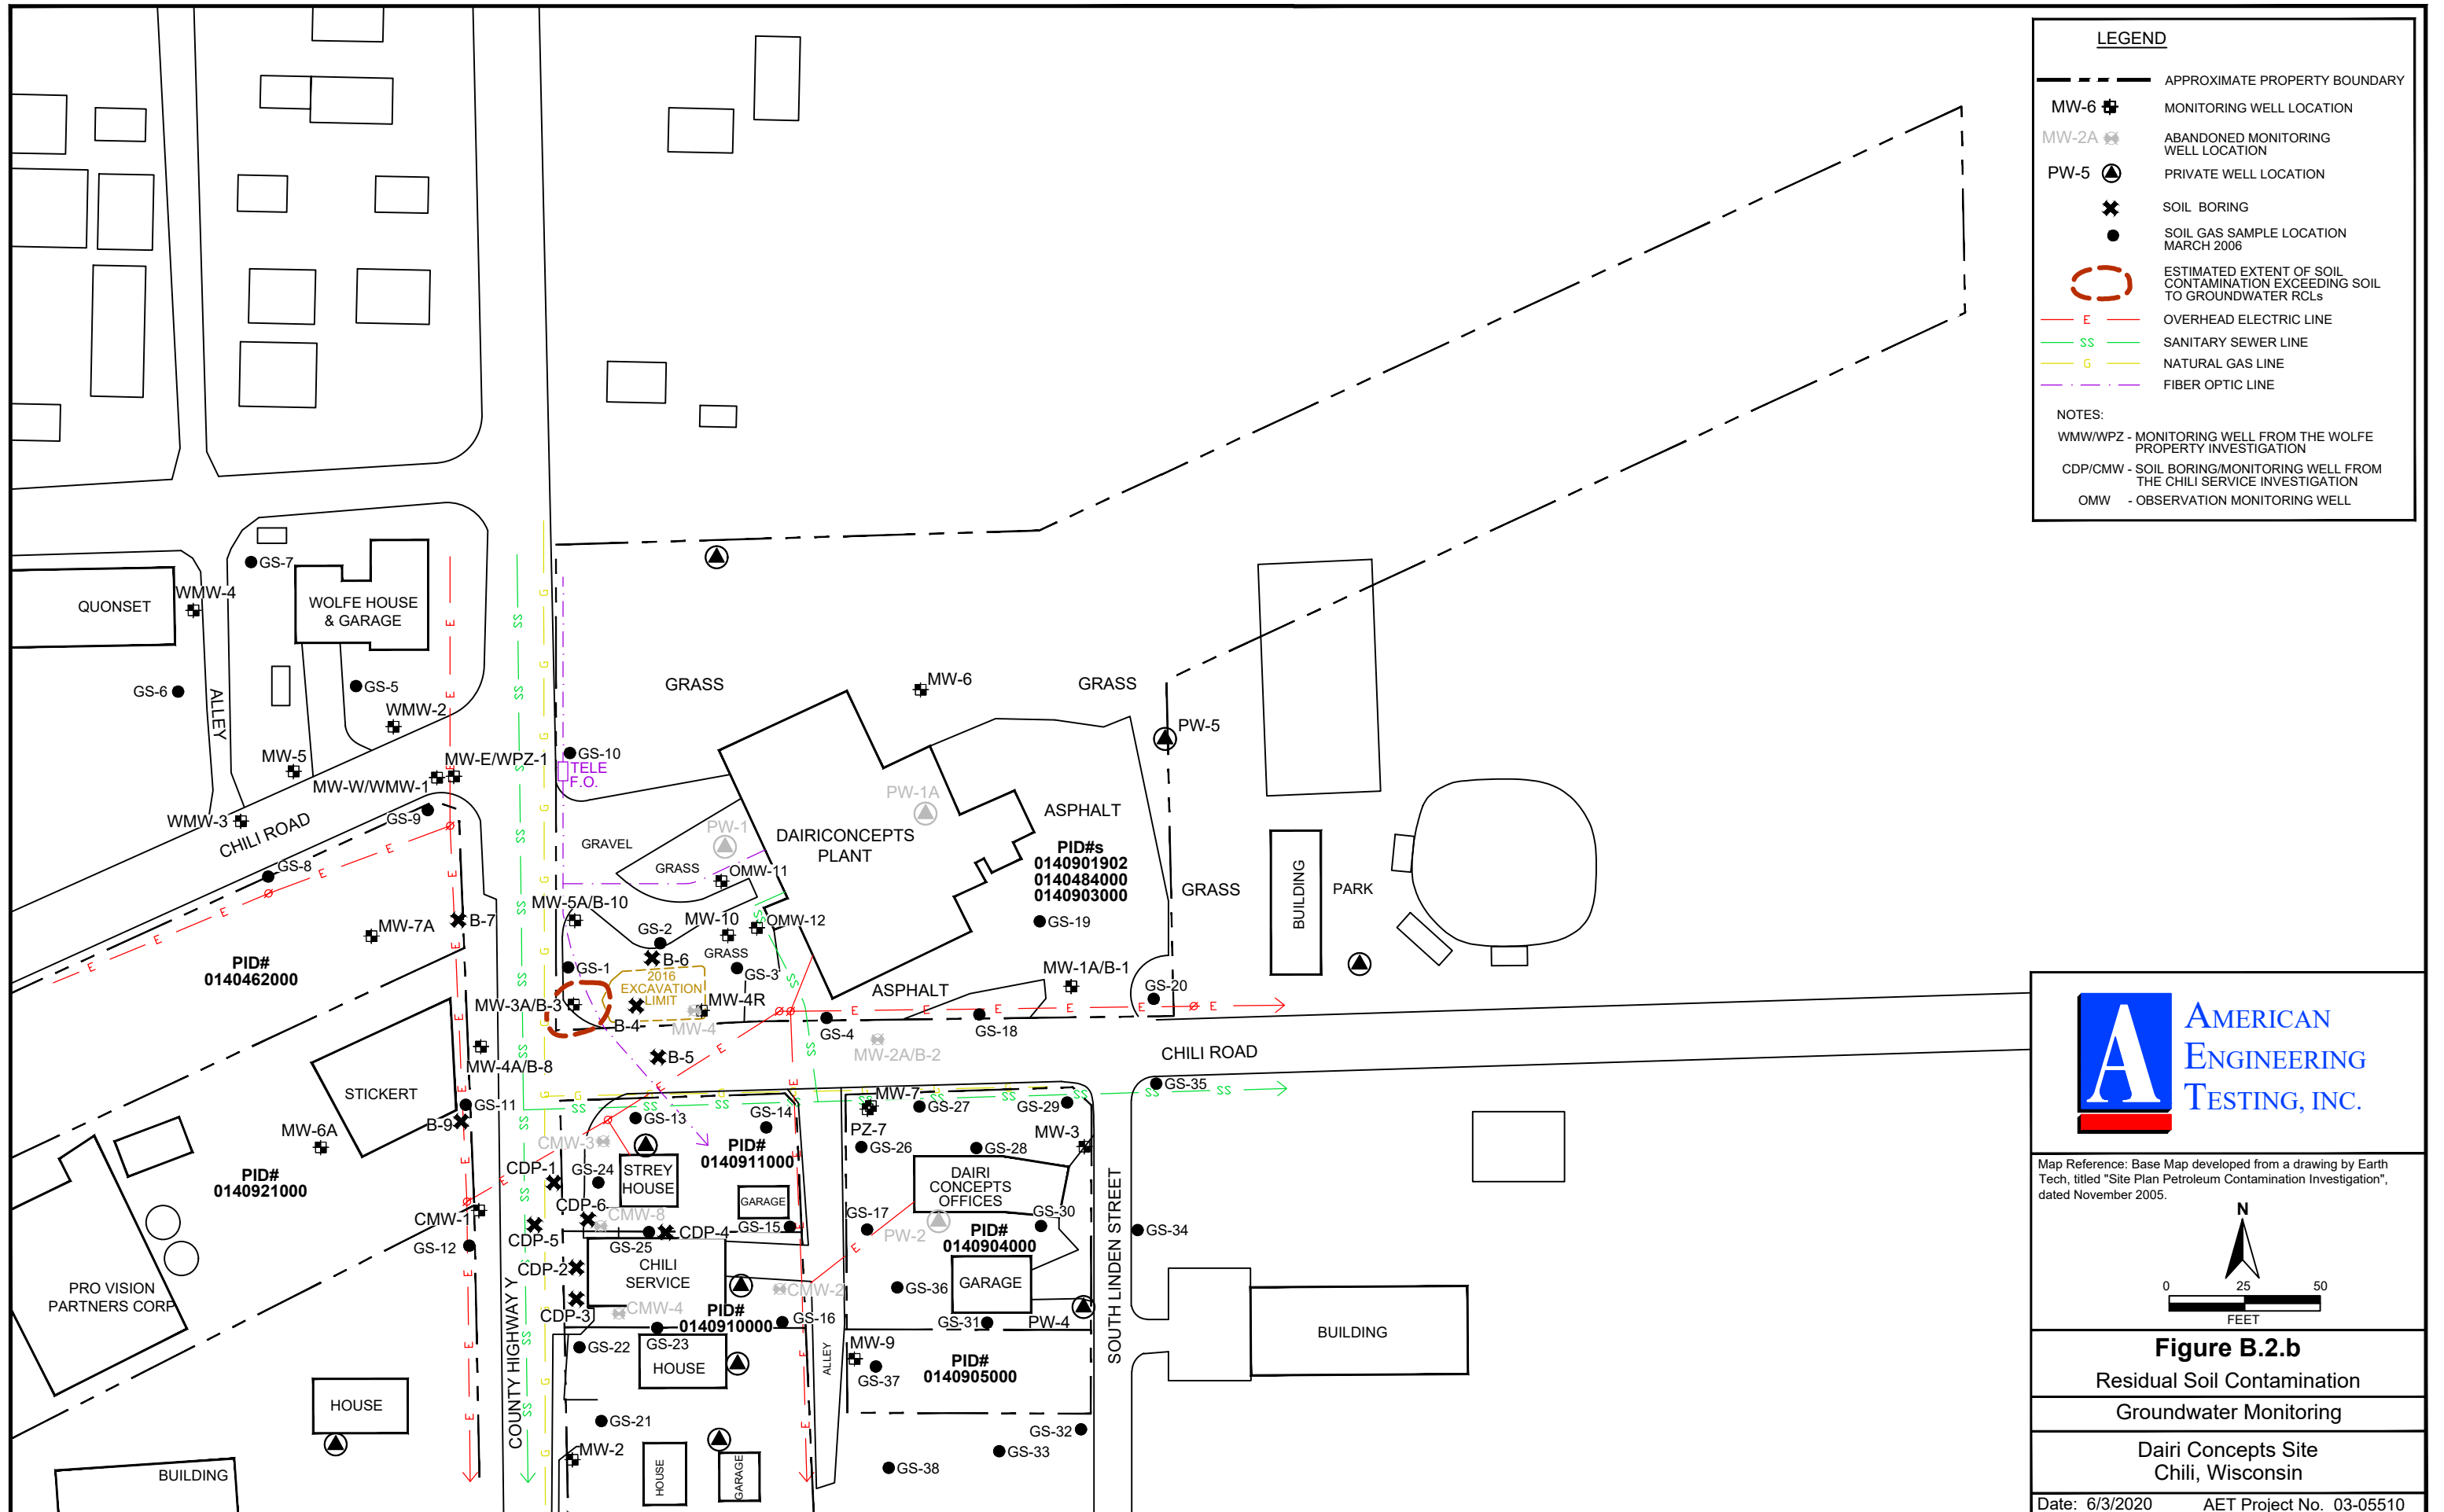 LEGEND
APPROXIMATE PROPERTY BOUNDARY
MW-6 MONITORING WELL LOCATION
MW-2A ABANDONED MONITORING
WELL LOCATION
PW-5 PRIVATE WELL LOCATION
SOIL BORING
SOIL GAS SAMPLE LOCATION
MARCH 2006
ESTIMATED EXTENT OF SOIL
CONTAMINATION EXCEEDING SOIL
TO GROUNDWATER RCLs
E OVERHEAD ELECTRIC LINE
SS SANITARY SEWER LINE
G NATURAL GAS LINE
FIBER OPTIC LINE
NOTES:
WMW/WPZ - MONITORING WELL FROM THE WOLFE
PROPERTY INVESTIGATION
CDP/CMW - SOIL BORING/MONITORING WELL FROM
THE CHILI SERVICE INVESTIGATION
OMW - OBSERVATION MONITORING WELL
GS-7
WMW-4
QUONSET
WOLFE HOUSE
& GARAGE
GS-6
ALLEY
GS-5
WMW-2
MW-5
MW-E/WPZ-1
MW-W/WMW-1
WMW-3
CHILI ROAD
GS-9
GS-8
GS-10
TELE
F.O.
GRASS
MW-6
GRASS
PW-5
PW-1A
ASPHALT
PW-1
DAIRICONCEPTS
PLANT
GRAVEL
GRASS
OMW-11
PID#s
0140901902
0140484000
0140903000
GRASS
BUILDING
PARK
MW-5A/B-10
MW-10
OMW-12
GS-2
GRASS
GS-19
B-7
MW-7A
PID#
0140462000
B-6
GS-1
GS-3
2016
EXCAVATION
LIMIT
MW-1A/B-1
GS-20
ASPHALT
MW-3A/B-3
MW-4R
B-4
MW-4
GS-4
GS-18
MW-2A/B-2
CHILI ROAD
B-5
MW-4A/B-8
STICKERT
GS-11
B-9
MW-6A
PID#
0140921000
GS-35
MW-7
GS-27
GS-29
GS-13
GS-14
PZ-7
CMW-3
PID#
0140911000
GS-26
GS-28
MW-3
CDP-1
GS-24
STREY
HOUSE
DAIRI
CONCEPTS
OFFICES
GARAGE
CDP-6
CMW-8
CMW-1
CDP-5
GS-12
GS-25
CDP-4
GS-15
GS-17
PW-2
GS-30
PID#
0140904000
GS-34
SOUTH LINDEN STREET
CDP-2
CHILI
SERVICE
CMW-2
GS-36
GARAGE
CDP-3
CMW-4
PID#
0140910000
GS-16
GS-31
PW-4
PRO VISION
PARTNERS CORP
COUNTY HIGHWAY Y
GS-22
GS-23
HOUSE
ALLEY
MW-9
GS-37
PID#
0140905000
BUILDING
HOUSE
GS-21
MW-2
HOUSE
GARAGE
GS-32
GS-33
GS-38
BUILDING
A
AMERICAN
ENGINEERING
TESTING, INC.
Map Reference: Base Map developed from a drawing by Earth
Tech, titled "Site Plan Petroleum Contamination Investigation",
dated November 2005.
N
0 25 50
FEET
Figure B.2.b
Residual Soil Contamination
Groundwater Monitoring
Dairi Concepts Site
Chili, Wisconsin
Date: 6/3/2020 AET Project No. 03-05510